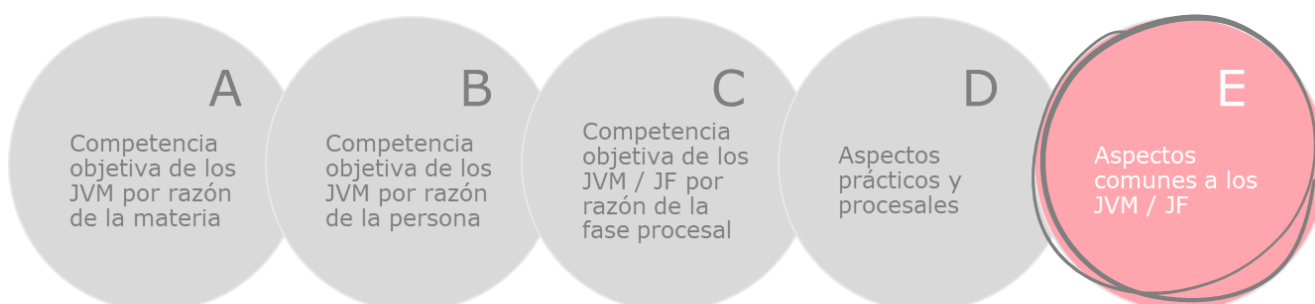 A
Competencia
objetiva de los
JVM por razón
de la materia
B
Competencia
objetiva de los
JVM por razón
de la persona
C
Competencia
objetiva de los
JVM / JF por
razón de la
fase procesal
D
Aspectos
prácticos y
procesales
E
Aspectos
comunes a los
JVM / JF